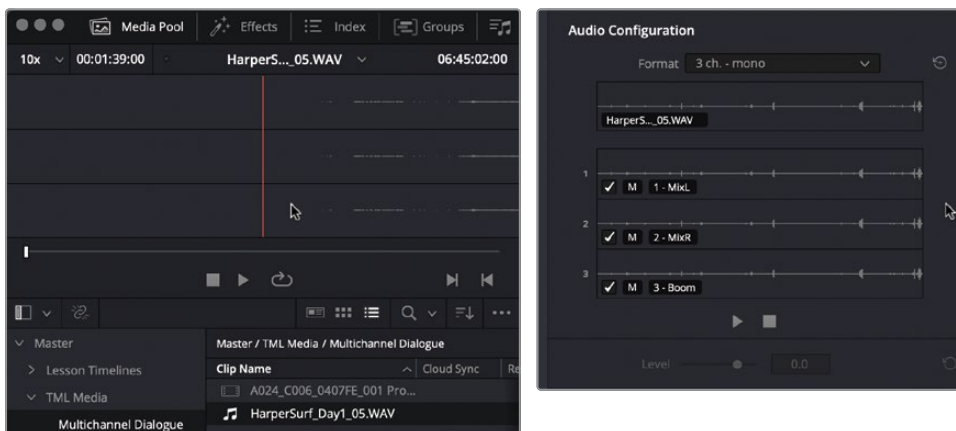 Media Pool Effects Index Groups
10x 00:01:39:00 HarperS..._05.WAV 06:45:02:00
Master Master / TML Media / Multichannel Dialogue
> Lesson Timelines Clip Name Cloud Sync Re
TML Media A024_C006_0407FE_001 Pro...
Multichannel Dialogue HarperSurf_Day1_05.WAV
Audio Configuration
Format 3 ch. - mono
HarperS..._05.WAV
1 M 1 - MixL
2 M 2 - MixR
3 M 3 - Boom
Level 0.0